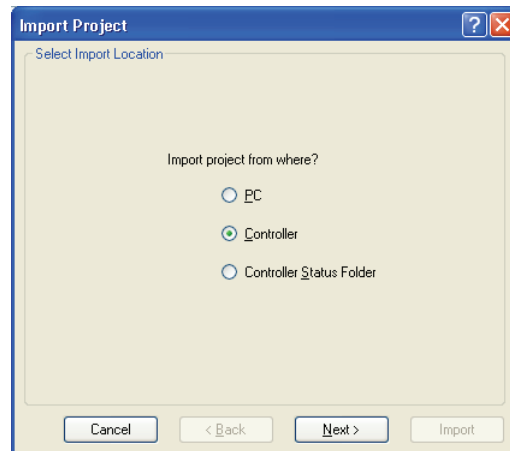 Import Project
Select Import Location
Import project from where?
PC
Controller
Controller Status Folder
Cancel
< Back
Next >
Import